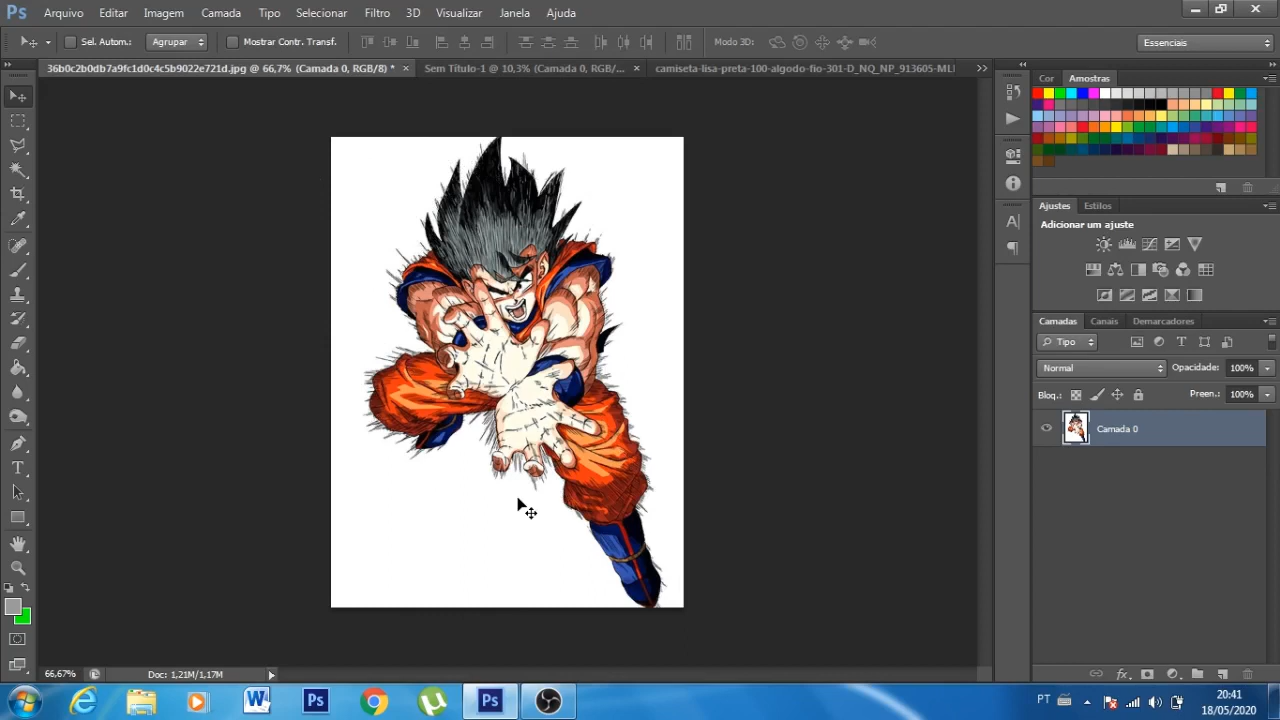 Ps Arquivo Editar Imagem Camada Tipo Selecionar Filtro 3D Visualizar Janela Ajuda
Sel. Autom.: Agrupar Mostrar Contr. Transf. Modo 3D: Essenciais
36b0c2b0db7a9fc1d0c4c5b9022e721d.jpg @ 66,7% (Camada 0, RGB/8) * × Sem Título-1 @ 10,3% (Camada 0, RGB/... × camiseta-lisa-preta-100-algodo-fio-301-D_NQ_NP_913605-MLI
Cor Amostras
Ajustes Estilos
Adicionar um ajuste
Camadas Canais Demarcadores
Tipo
Normal Opacidade: 100%
Bloq.: Preen.: 100%
Camada 0
66,67% Doc: 1,21M/1,17M
W Ps Ps PT 20:41
18/05/2020